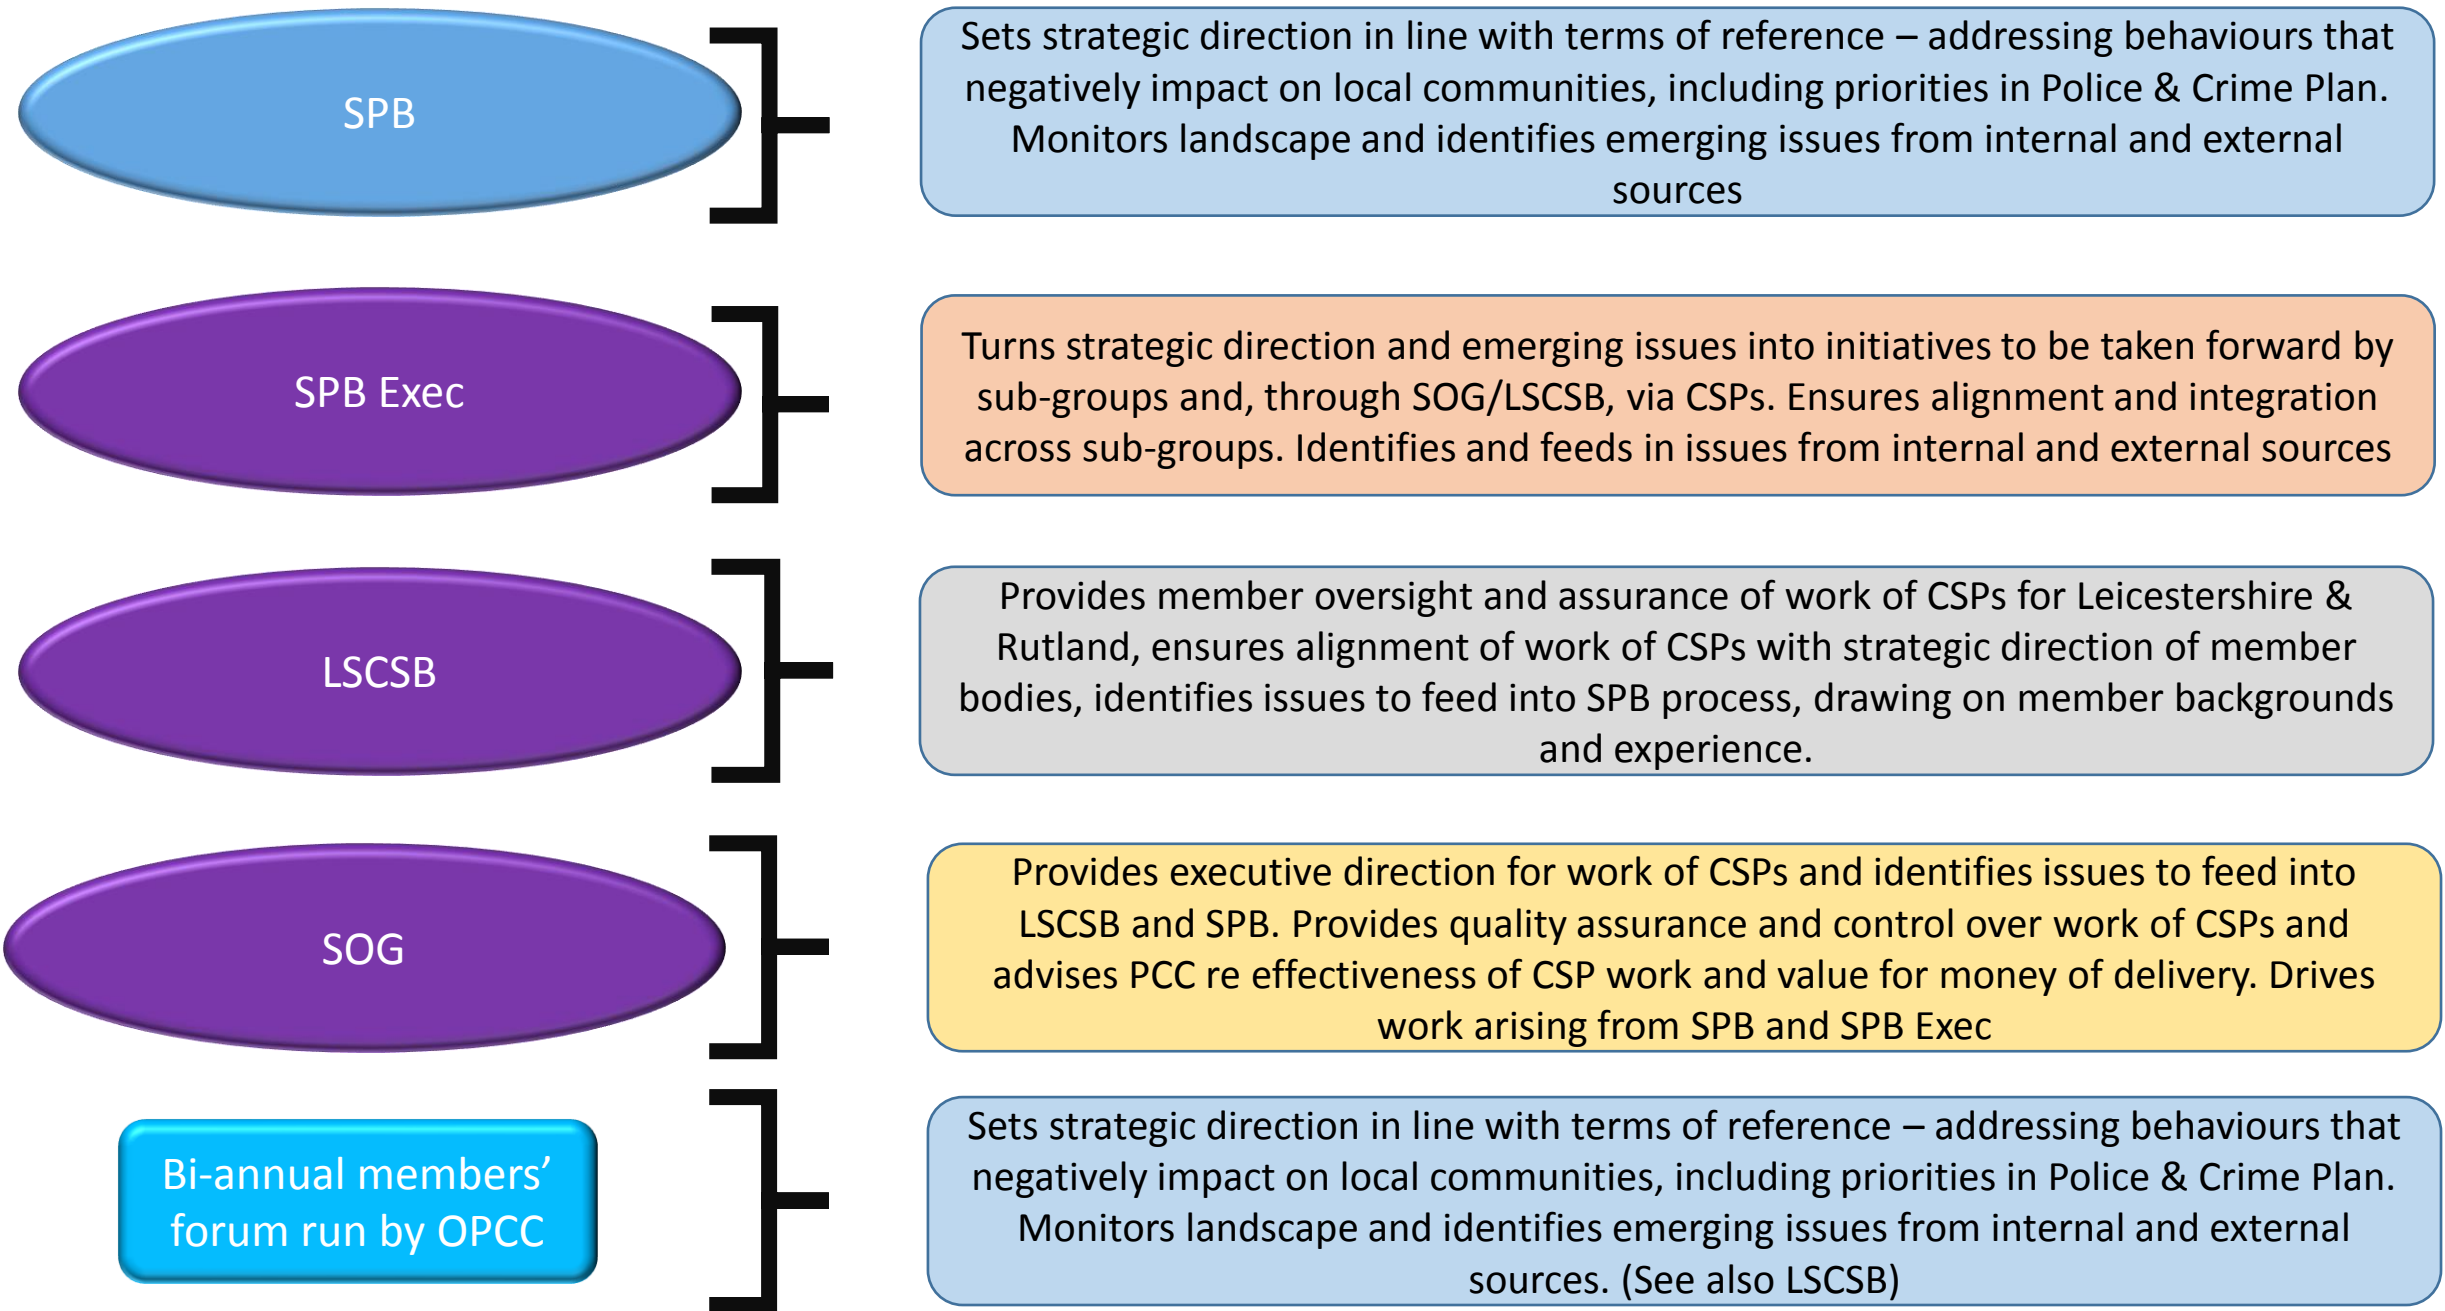 SPB
Sets strategic direction in line with terms of reference – addressing behaviours that
negatively impact on local communities, including priorities in Police & Crime Plan.
Monitors landscape and identifies emerging issues from internal and external
sources
SPB Exec
Turns strategic direction and emerging issues into initiatives to be taken forward by
sub-groups and, through SOG/LSCSB, via CSPs. Ensures alignment and integration
across sub-groups. Identifies and feeds in issues from internal and external sources
LSCSB
Provides member oversight and assurance of work of CSPs for Leicestershire &
Rutland, ensures alignment of work of CSPs with strategic direction of member
bodies, identifies issues to feed into SPB process, drawing on member backgrounds
and experience.
SOG
Provides executive direction for work of CSPs and identifies issues to feed into
LSCSB and SPB. Provides quality assurance and control over work of CSPs and
advises PCC re effectiveness of CSP work and value for money of delivery. Drives
work arising from SPB and SPB Exec
Bi-annual members’
forum run by OPCC
Sets strategic direction in line with terms of reference – addressing behaviours that
negatively impact on local communities, including priorities in Police & Crime Plan.
Monitors landscape and identifies emerging issues from internal and external
sources. (See also LSCSB)